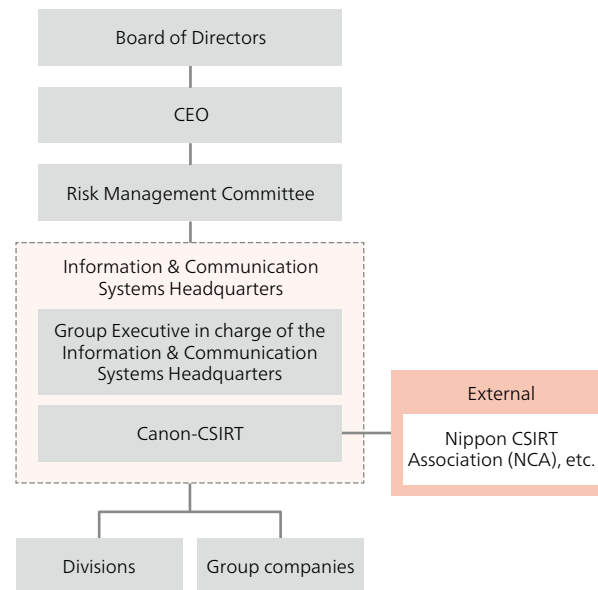 Board of Directors
CEO
Risk Management Committee
Information & Communication
Systems Headquarters
Group Executive in charge of the
Information & Communication
Systems Headquarters
Canon-CSIRT
External
Nippon CSIRT
Association (NCA), etc.
Divisions
Group companies